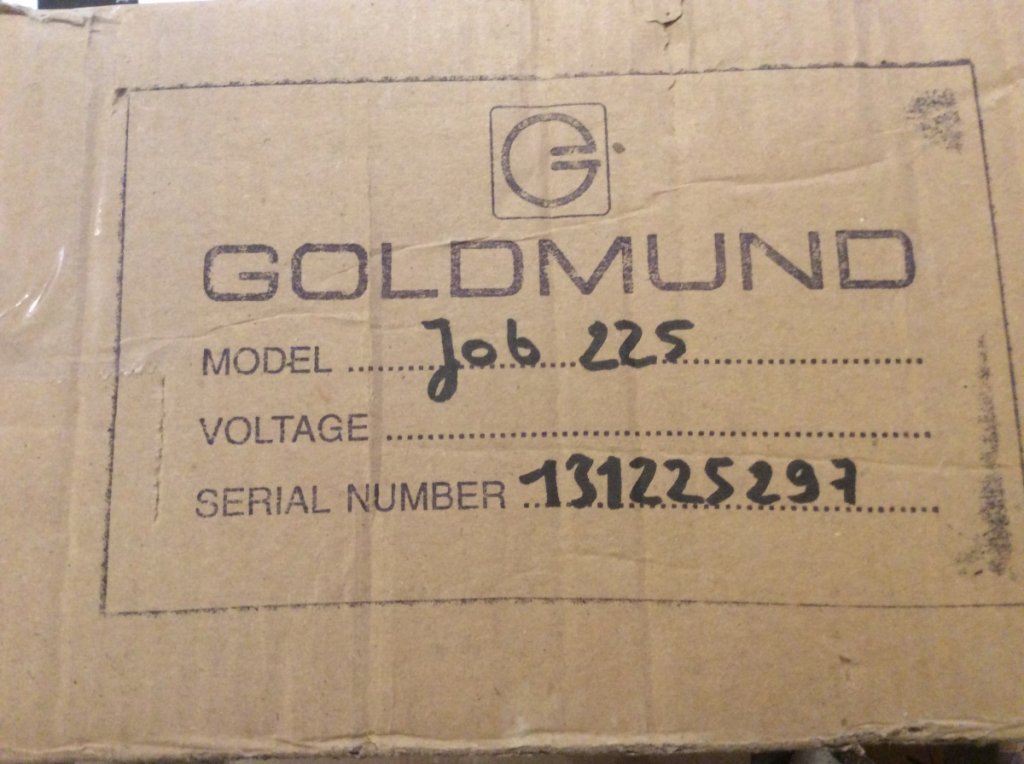 G
GOLDMUND
MODEL ........ Job 225 ........
VOLTAGE ........
SERIAL NUMBER ..131225297........